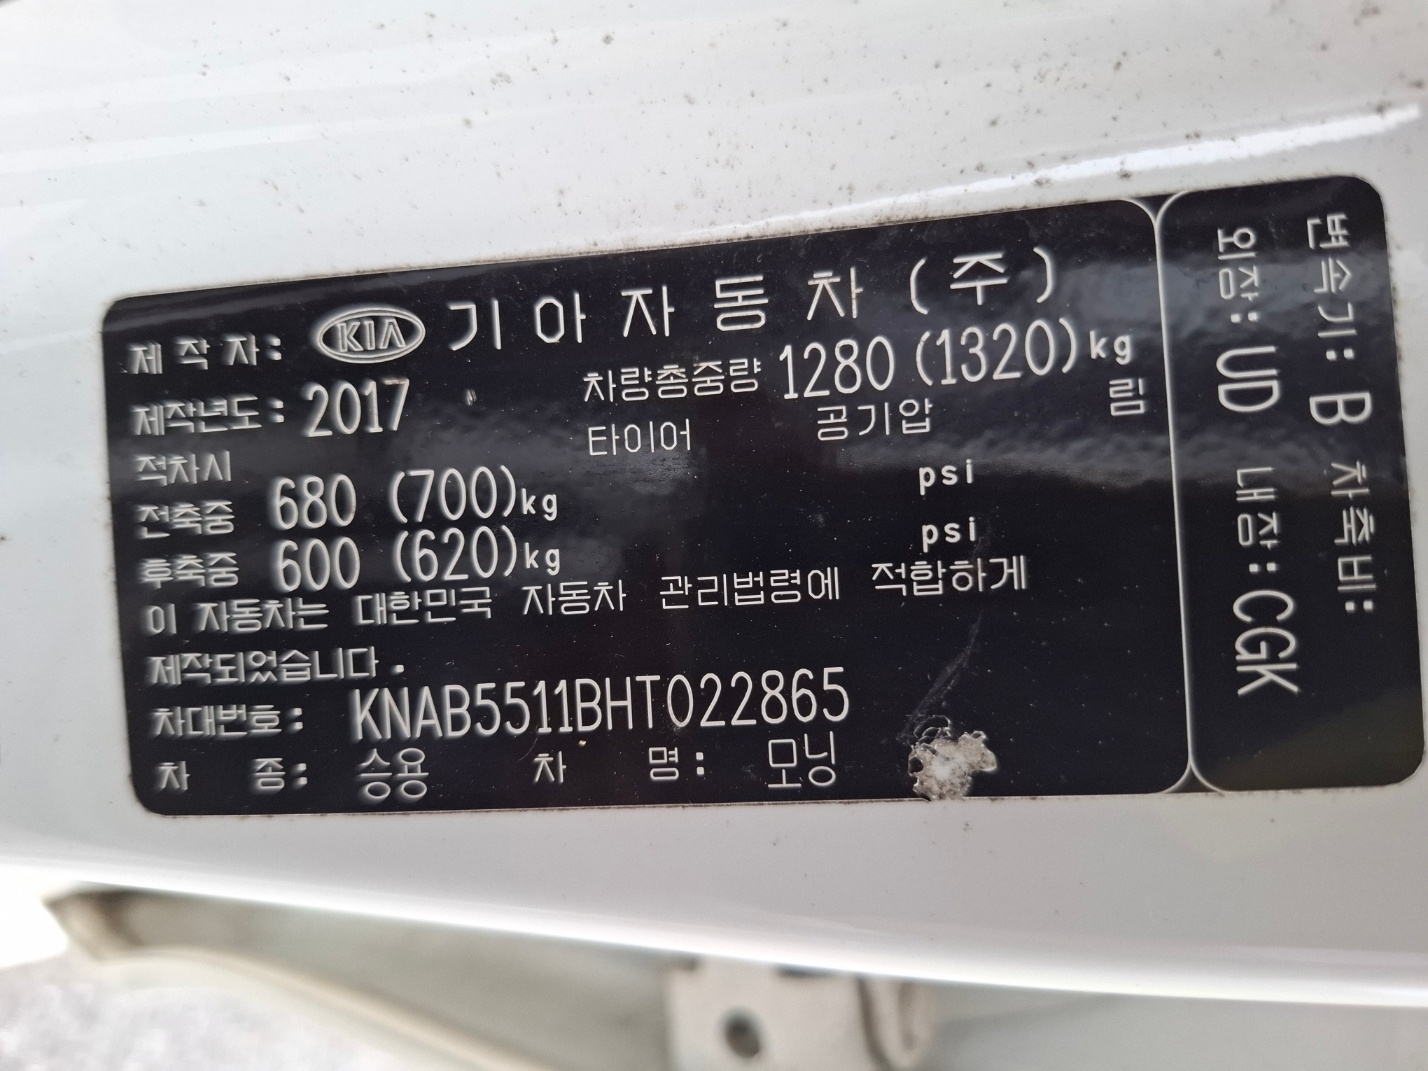 제작자: KIA 기아자동차(주)
제작년도: 2017 차량총중량 1280 (1320)kg
적차시 타이어 공기압 림
전축중 680 (700)kg psi
후축중 600 (620)kg psi
이 자동차는 대한민국 자동차 관리법령에 적합하게
제작되었습니다.
차대번호: KNAB5511BHT022865
차 종: 승용 차 명: 모닝
변속기: B 차축비:
외장: UD 내장: CGK